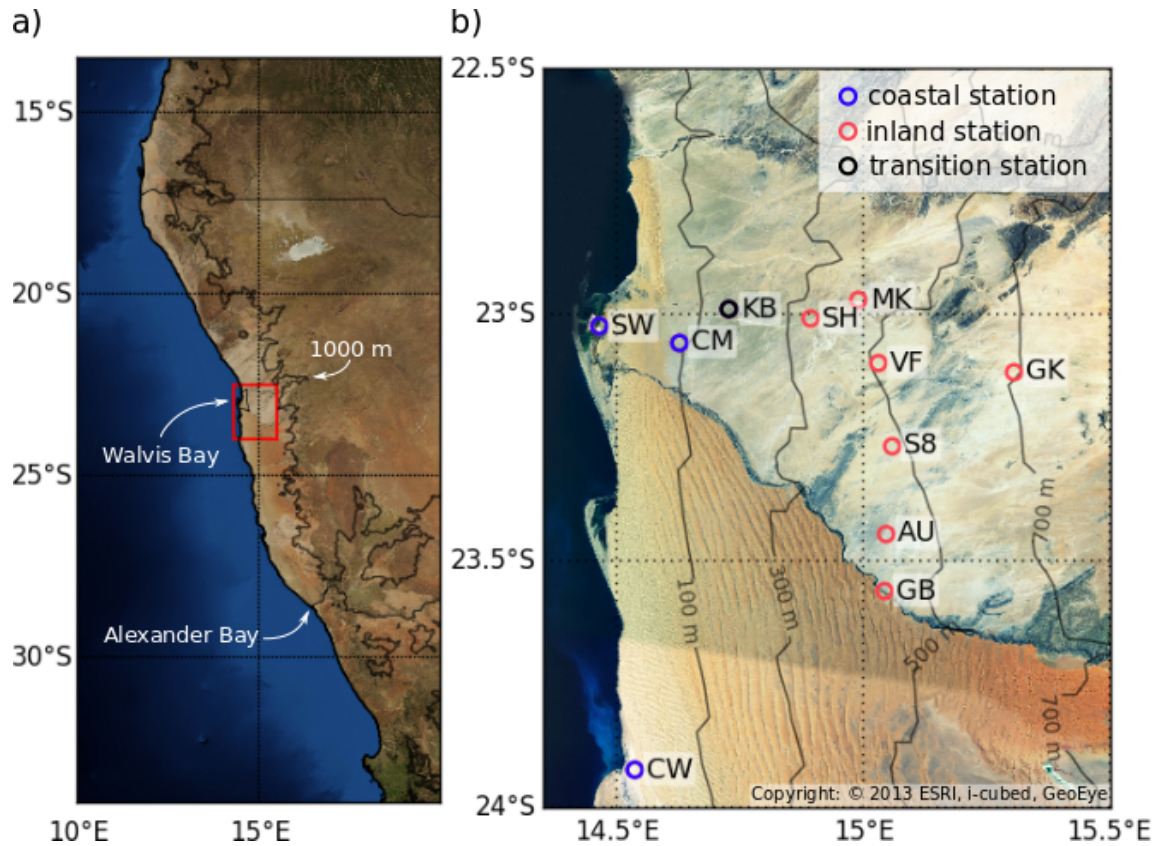 a)
15°S
20°S
25°S
30°S
10°E
15°E
1000 m
Walvis Bay
Alexander Bay
b)
22.5°S
23°S
23.5°S
24°S
14.5°E
15°E
15.5°E
coastal station
inland station
transition station
m
SW
CM
KB
SH
MK
VF
GK
S8
AU
GB
CW
100 m
300 m
500 m
700 m
700 m
Copyright: © 2013 ESRI, i-cubed, GeoEye